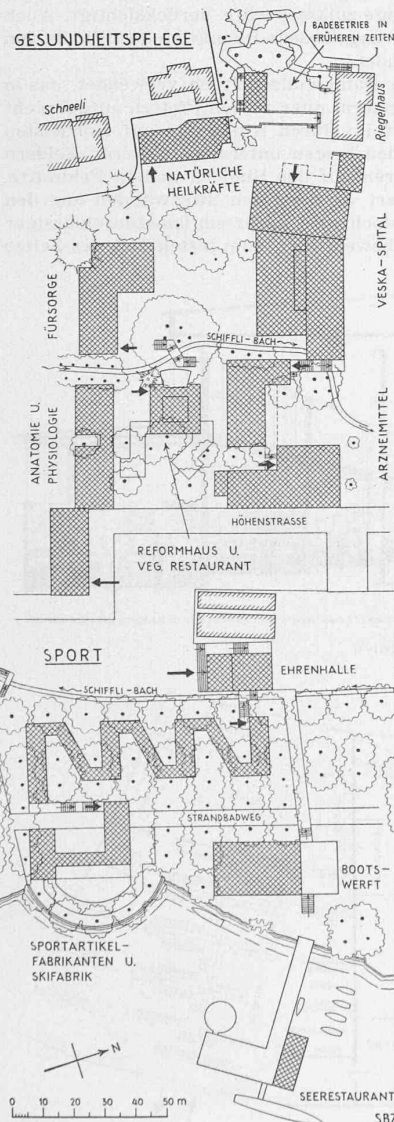 GESUNDHEITSPFLEGE
BADEBETRIEB IN
FRÜHEREN ZEITEN
Schneeli
Riegelhaus
NATÜRLICHE
HEILKRÄFTE
FÜRSORGE
VESKA-SPITAL
SCHIFFLI-BACH
ANATOMIE U.
PHYSIOLOGIE
ARZNEIMITTEL
HÖHENSTRASSE
REFORMHAUS U.
VEG. RESTAURANT
SPORT
EHRENHALLE
SCHIFFLI-BACH
STRANDBADWEG
BOOTS-
WERFT
SPORTARTIKEL-
FABRIKANTEN U.
SKIFABRIK
N
0 10 20 30 40 50 m
SEERESTAURANT
SBZ